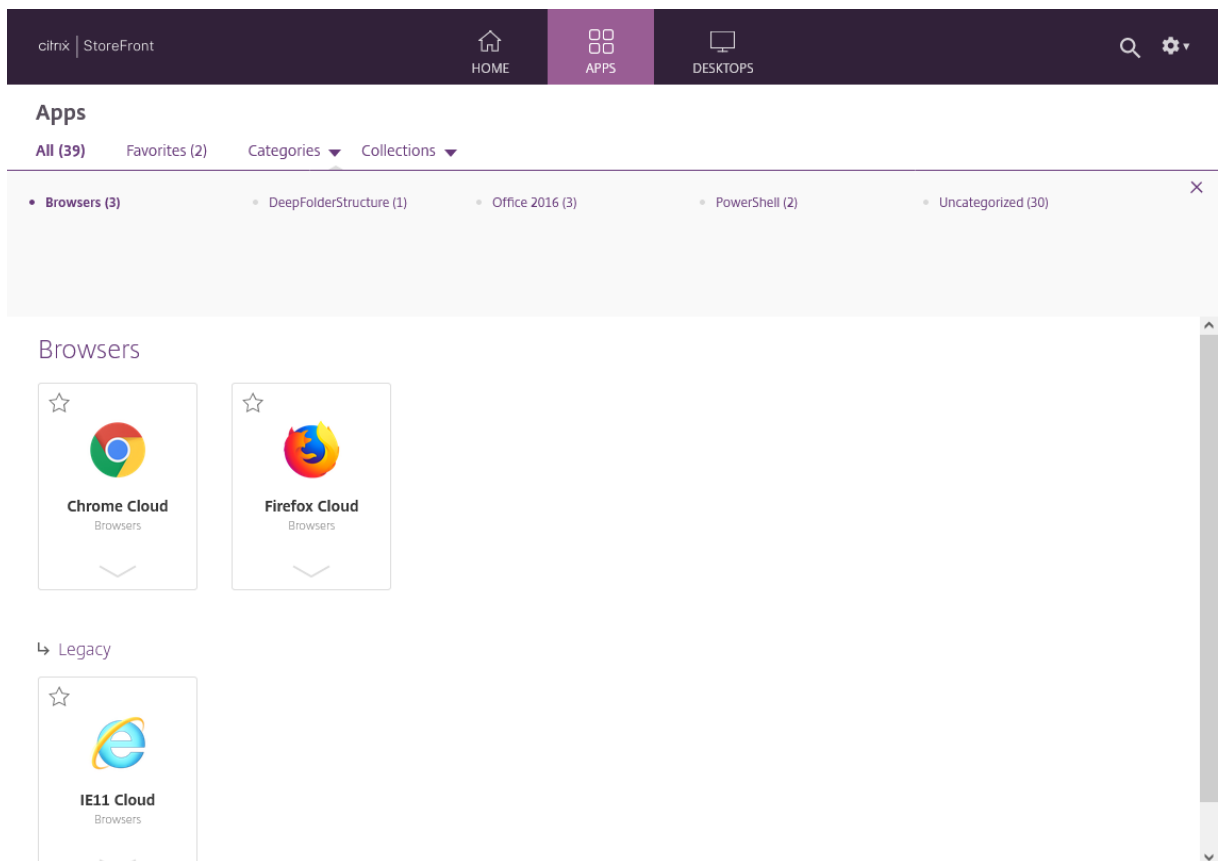 citrix | StoreFront
HOME
APPS
DESKTOPS
Apps
All (39) Favorites (2) Categories Collections
Browsers (3) DeepFolderStructure (1) Office 2016 (3) PowerShell (2) Uncategorized (30)
Browsers
Chrome Cloud
Browsers
Firefox Cloud
Browsers
Legacy
IE11 Cloud
Browsers